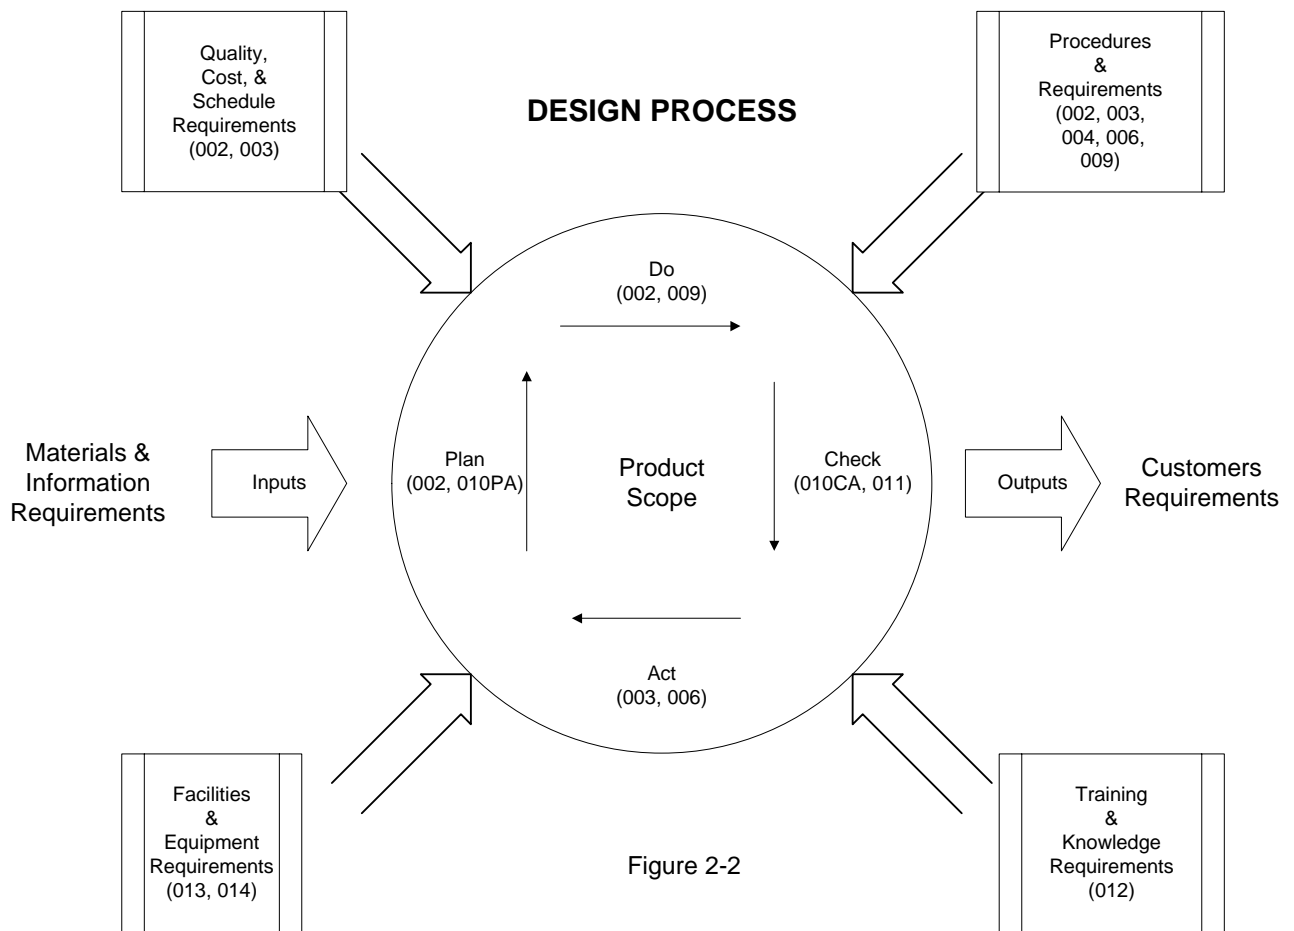 Quality,
Cost, &
Schedule
Requirements
(002, 003)
DESIGN PROCESS
Procedures
&
Requirements
(002, 003,
004, 006,
009)
Do
(002, 009)
Materials &
Information
Requirements
Inputs
Plan
(002, 010PA)
Product
Scope
Check
(010CA, 011)
Outputs
Customers
Requirements
Act
(003, 006)
Facilities
&
Equipment
Requirements
(013, 014)
Figure 2-2
Training
&
Knowledge
Requirements
(012)